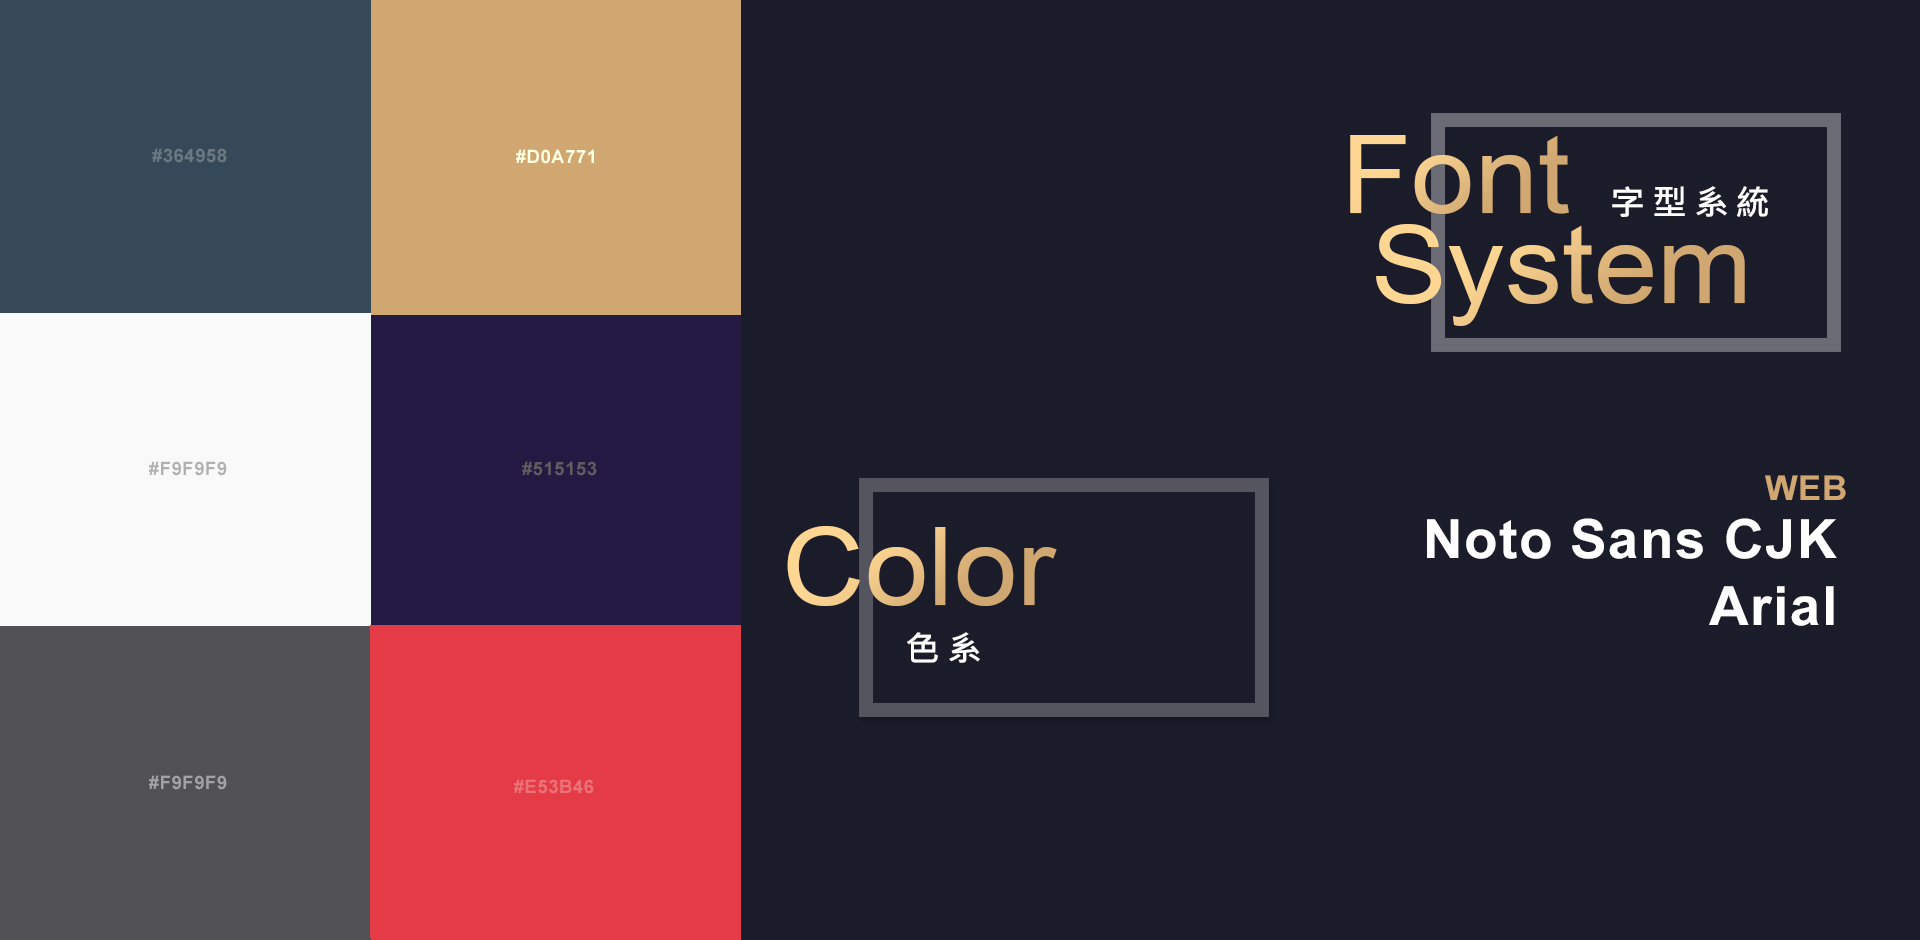 #364958
#D0A771
#F9F9F9
#515153
#F9F9F9
#E53B46
Color
色系
Font
字型系統
System
WEB
Noto Sans CJK
Arial